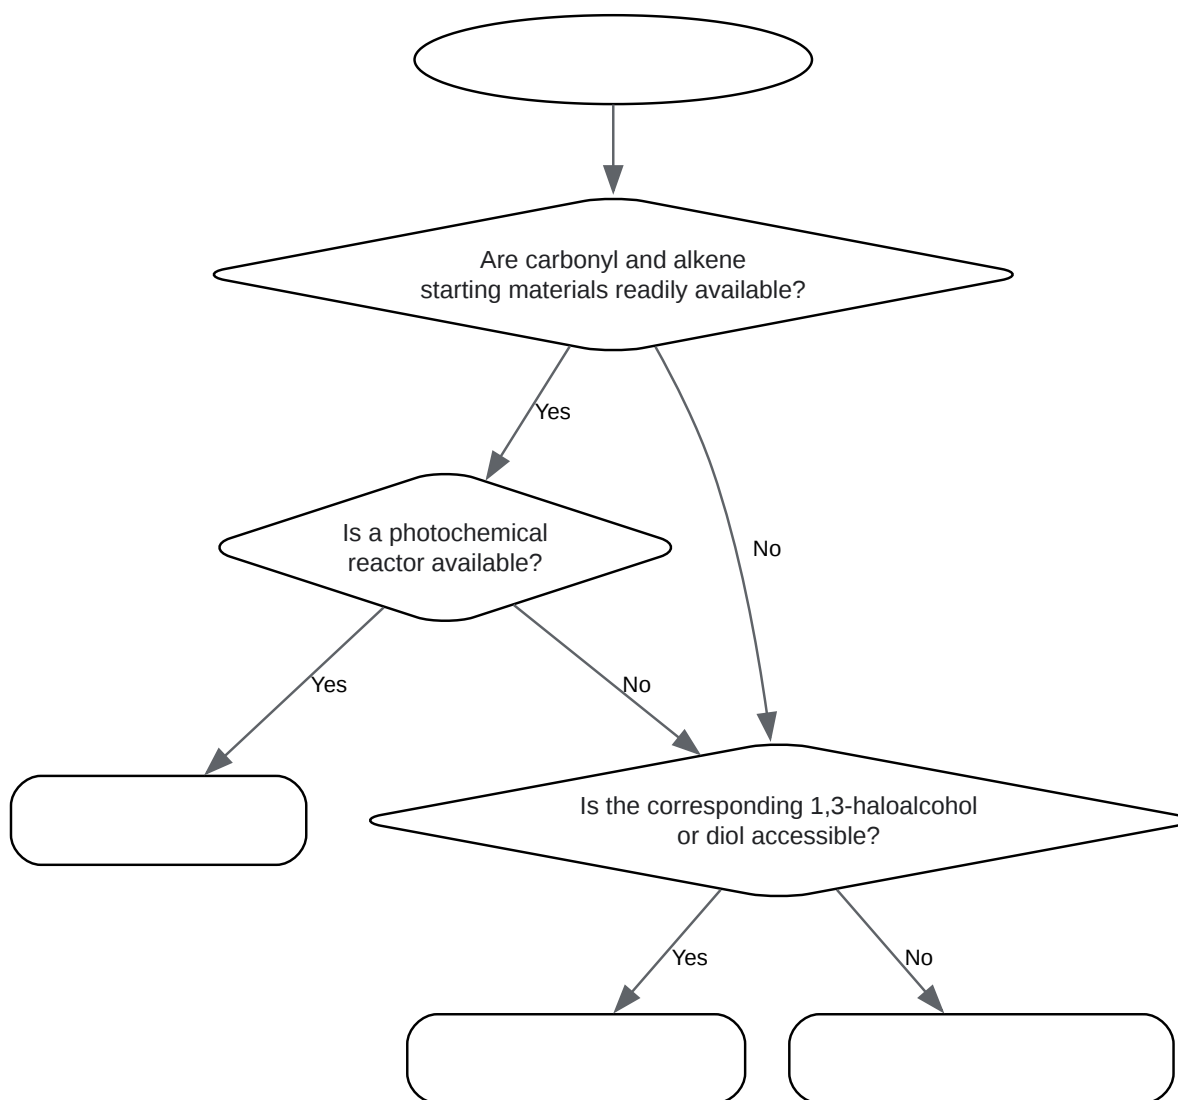 Are carbonyl and alkene
starting materials readily available?
Yes
No
Is a photochemical
reactor available?
Yes
No
Is the corresponding 1,3-haloalcohol
or diol accessible?
Yes
No